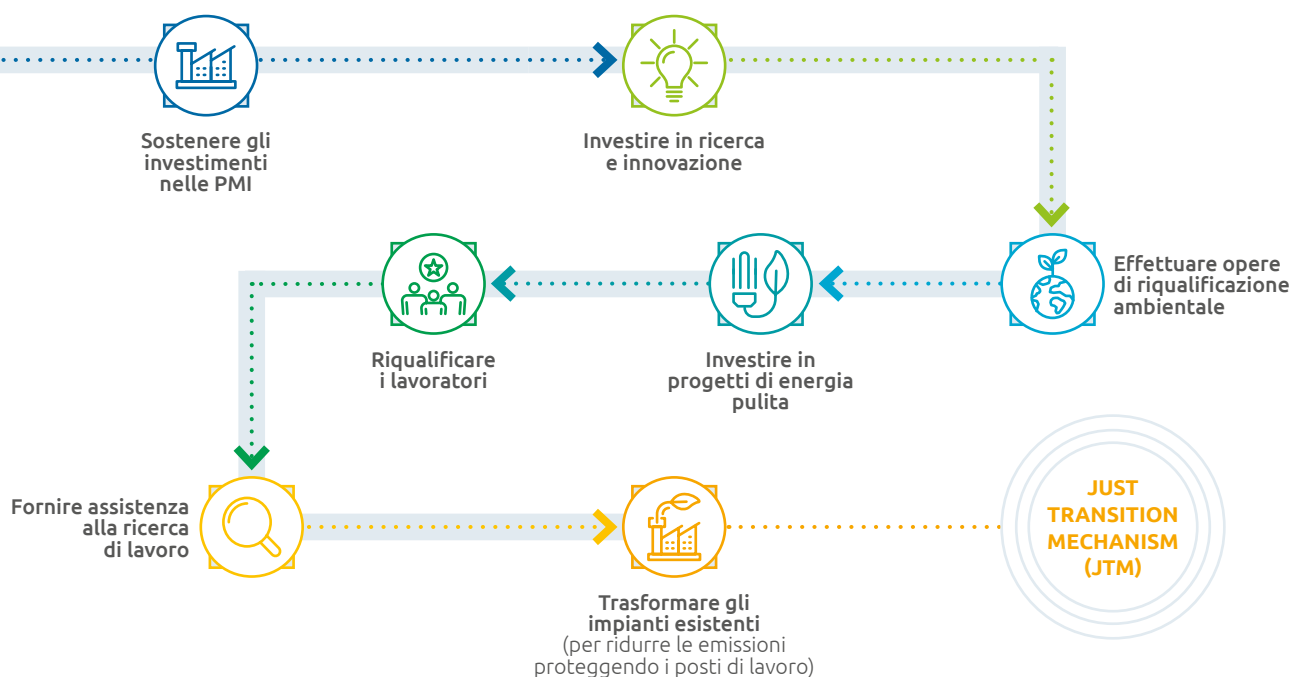 Sostenere gli
investimenti
nelle PMI
Investire in ricerca
e innovazione
Effettuare opere
di riqualificazione
ambientale
Investire in
progetti di energia
pulita
Riqualificare
i lavoratori
Fornire assistenza
alla ricerca
di lavoro
Trasformare gli
impianti esistenti
(per ridurre le emissioni
proteggendo i posti di lavoro)
JUST
TRANSITION
MECHANISM
(JTM)